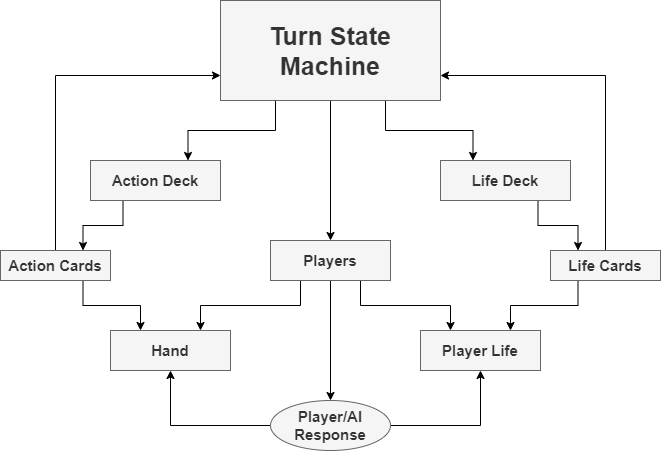 Turn State
Machine
Action Deck
Life Deck
Action Cards
Players
Life Cards
Hand
Player Life
Player/AI
Response